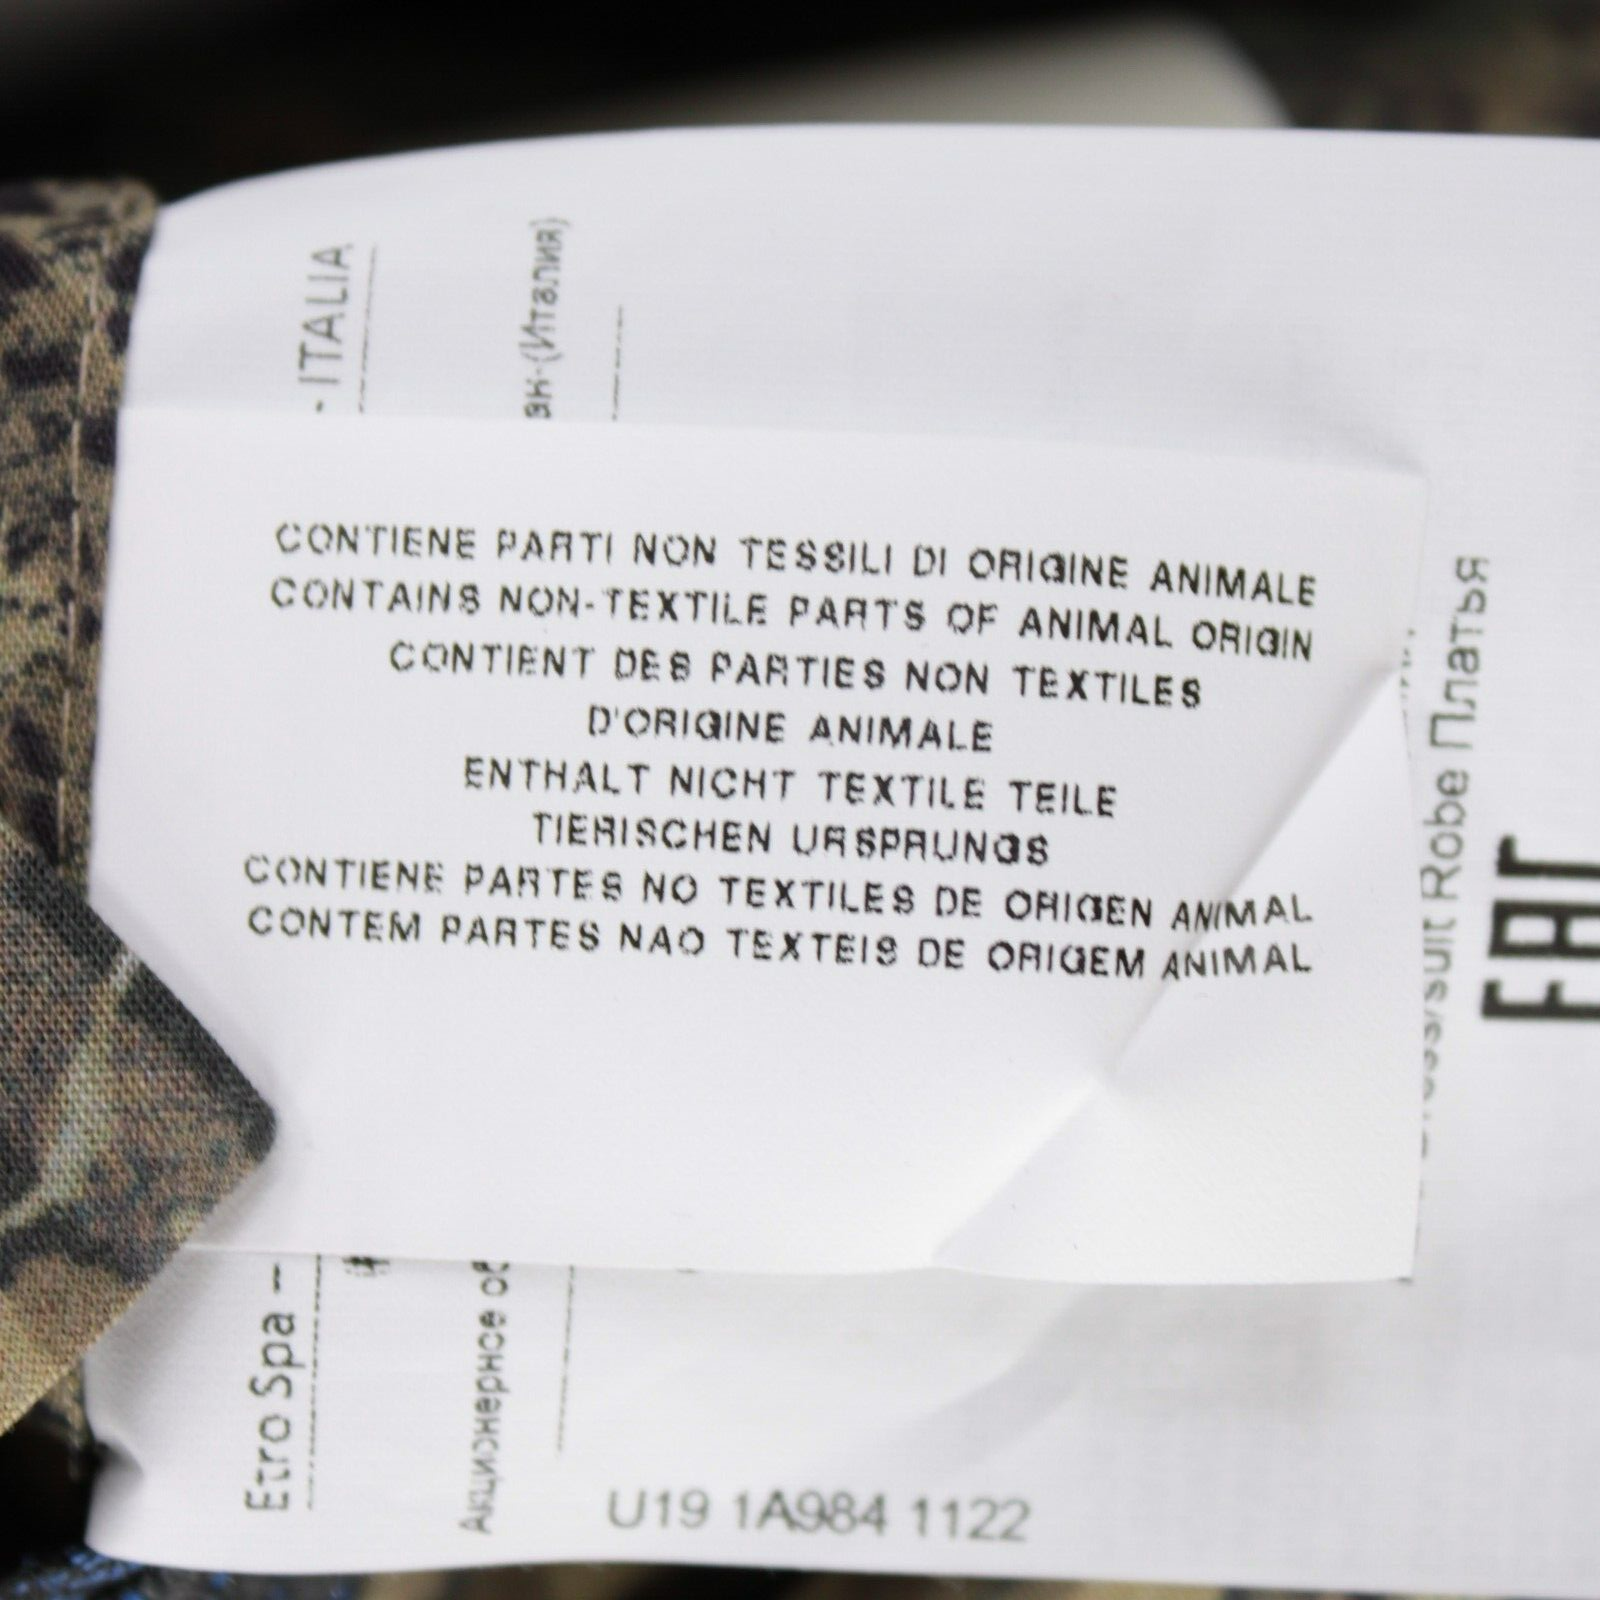 - ITALIA
(Италия)
CONTIENE PARTI NON TESSILI DI ORIGINE ANIMALE
CONTAINS NON-TEXTILE PARTS OF ANIMAL ORIGIN
CONTIENT DES PARTIES NON TEXTILES
D'ORIGINE ANIMALE
ENTHALT NICHT TEXTILE TEILE
TIERISCHEN URSPRUNGS
CONTIENE PARTES NO TEXTILES DE ORIGEN ANIMAL
CONTEM PARTES NAO TEXTEIS DE ORIGEM ANIMAL
/suit Robe Платья
EAC
Etro Spa –
Акционерное
U19 1A984 1122